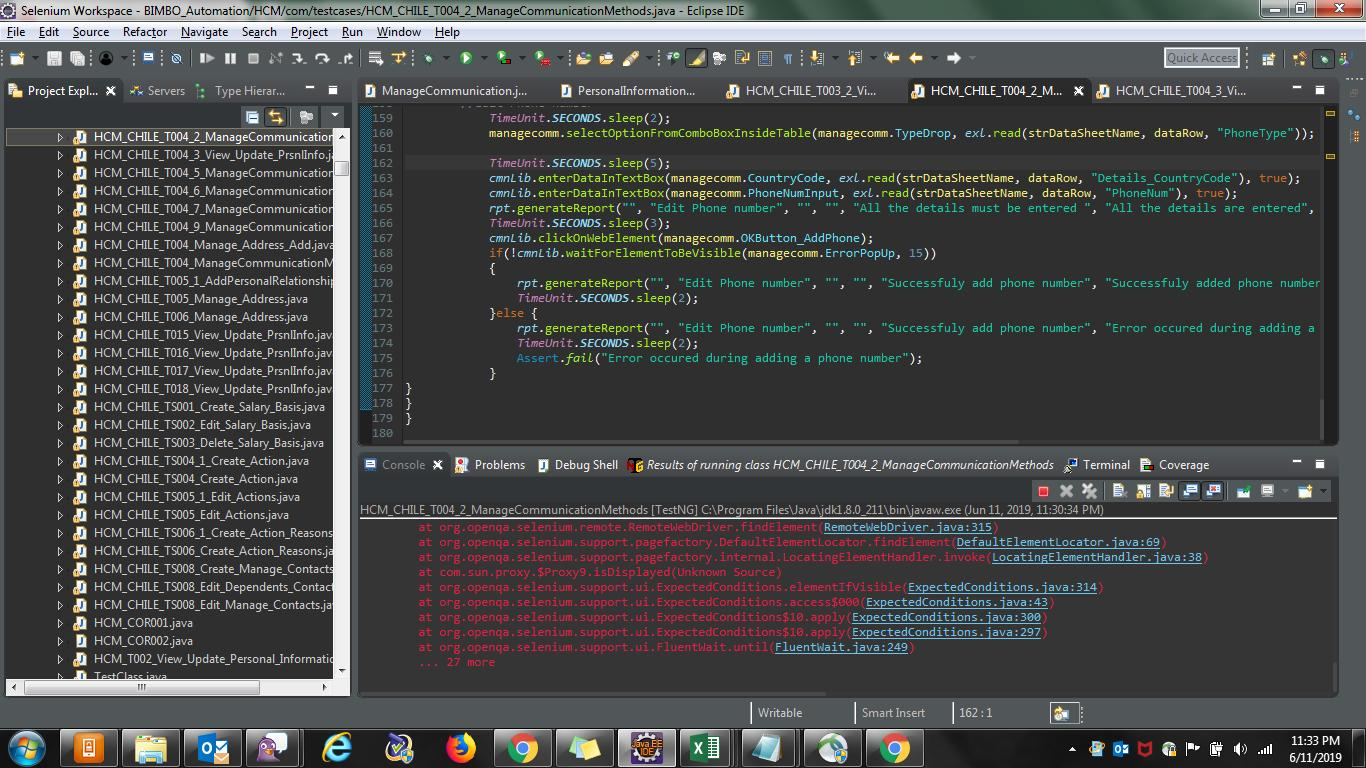 Selenium Workspace - BIMBO_Automation/HCM/com/testcases/HCM_CHILE_T004_2_ManageCommunicationMethods.java - Eclipse IDE
File Edit Source Refactor Navigate Search Project Run Window Help
Quick Access
Project Expl... Servers Type Hierar...
HCM_CHILE_T004_2_ManageCommunication
HCM_CHILE_T004_3_View_Update_PrsnlInfo.ja
HCM_CHILE_T004_5_ManageCommunication
HCM_CHILE_T004_6_ManageCommunication
HCM_CHILE_T004_7_ManageCommunication
HCM_CHILE_T004_9_ManageCommunication
HCM_CHILE_T004_Manage_Address_Add.java
HCM_CHILE_T004_ManageCommunicationM
HCM_CHILE_T005_1_AddPersonalRelationship
HCM_CHILE_T005_Manage_Address.java
HCM_CHILE_T006_Manage_Address.java
HCM_CHILE_T015_View_Update_PrsnlInfo.java
HCM_CHILE_T016_View_Update_PrsnlInfo.java
HCM_CHILE_T017_View_Update_PrsnlInfo.java
HCM_CHILE_T018_View_Update_PrsnlInfo.java
HCM_CHILE_TS001_Create_Salary_Basis.java
HCM_CHILE_TS002_Edit_Salary_Basis.java
HCM_CHILE_TS003_Delete_Salary_Basis.java
HCM_CHILE_TS004_1_Create_Action.java
HCM_CHILE_TS004_Create_Action.java
HCM_CHILE_TS005_1_Edit_Actions.java
HCM_CHILE_TS005_Edit_Actions.java
HCM_CHILE_TS006_1_Create_Action_Reasons
HCM_CHILE_TS006_Create_Action_Reasons.ja
HCM_CHILE_TS008_Create_Manage_Contacts
HCM_CHILE_TS008_Edit_Dependents_Contact
HCM_CHILE_TS008_Edit_Manage_Contacts.ja
HCM_COR001.java
HCM_COR002.java
HCM_T002_View_Update_Personal_Informatio
TestClass.java
ManageCommunication.j... PersonalInformation... HCM_CHILE_T003_2_Vi... HCM_CHILE_T004_2_M... HCM_CHILE_T004_3_Vi...
159 TimeUnit.SECONDS.sleep(2);
160 managecomm.selectOptionFromComboBoxInsideTable(managecomm.TypeDrop, exl.read(strDataSheetName, dataRow, "PhoneType"));
161
162 TimeUnit.SECONDS.sleep(5);
163 cmnLib.enterDataInTextBox(managecomm.CountryCode, exl.read(strDataSheetName, dataRow, "Details_CountryCode"), true);
164 cmnLib.enterDataInTextBox(managecomm.PhoneNumInput, exl.read(strDataSheetName, dataRow, "PhoneNum"), true);
165 rpt.generateReport("", "Edit Phone number", "", "", "All the details must be entered ", "All the details are entered",
166 TimeUnit.SECONDS.sleep(3);
167 cmnLib.clickOnWebElement(managecomm.OKButton_AddPhone);
168 if(!cmnLib.waitForElementToBeVisible(managecomm.ErrorPopUp, 15))
169 {
170 rpt.generateReport("", "Edit Phone number", "", "", "Successfuly add phone number", "Successfuly added phone number
171 TimeUnit.SECONDS.sleep(2);
172 }else {
173 rpt.generateReport("", "Edit Phone number", "", "", "Successfuly add phone number", "Error occured during adding a
174 TimeUnit.SECONDS.sleep(2);
175 Assert.fail("Error occured during adding a phone number");
176 }
177 }
178 }
179 }
180
Console Problems Debug Shell Results of running class HCM_CHILE_T004_2_ManageCommunicationMethods Terminal Coverage
HCM_CHILE_T004_2_ManageCommunicationMethods [TestNG] C:\Program Files\Java\jdk1.8.0_211\bin\javaw.exe (Jun 11, 2019, 11:30:34 PM)
at org.openqa.selenium.remote.RemoteWebDriver.findElement(RemoteWebDriver.java:315)
at org.openqa.selenium.support.pagefactory.DefaultElementLocator.findElement(DefaultElementLocator.java:69)
at org.openqa.selenium.support.pagefactory.internal.LocatingElementHandler.invoke(LocatingElementHandler.java:38)
at com.sun.proxy.$Proxy9.isDisplayed(Unknown Source)
at org.openqa.selenium.support.ui.ExpectedConditions.elementIfVisible(ExpectedConditions.java:314)
at org.openqa.selenium.support.ui.ExpectedConditions.access$000(ExpectedConditions.java:43)
at org.openqa.selenium.support.ui.ExpectedConditions$10.apply(ExpectedConditions.java:300)
at org.openqa.selenium.support.ui.ExpectedConditions$10.apply(ExpectedConditions.java:297)
at org.openqa.selenium.support.ui.FluentWait.until(FluentWait.java:249)
... 27 more
Writable Smart Insert 162 : 1
Java EE IDE
11:33 PM
6/11/2019